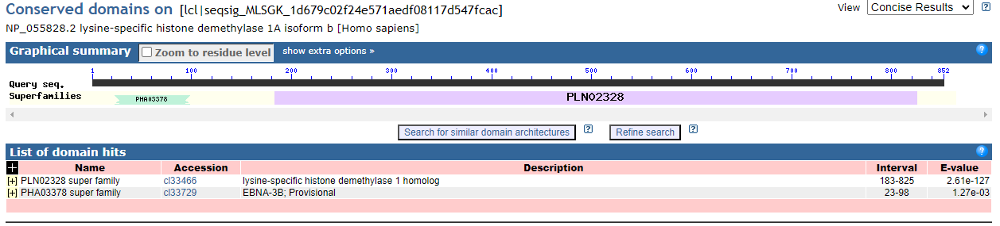 Conserved domains on [lcl|seqsig_MLSGK_1d679c02f24e571aedf08117d547fcac]
View Concise Results ?
NP_055828.2 lysine-specific histone demethylase 1A isoform b [Homo sapiens]
Graphical summary Zoom to residue level show extra options » ?
1 100 200 300 400 500 600 700 800 852
Query seq.
Superfamilies PHA03378 PLN02328
Search for similar domain architectures ? Refine search ?
List of domain hits ?
+ Name Accession Description Interval E-value
[+] PLN02328 super family cl33466 lysine-specific histone demethylase 1 homolog 183-825 2.61e-127
[+] PHA03378 super family cl33729 EBNA-3B; Provisional 23-98 1.27e-03